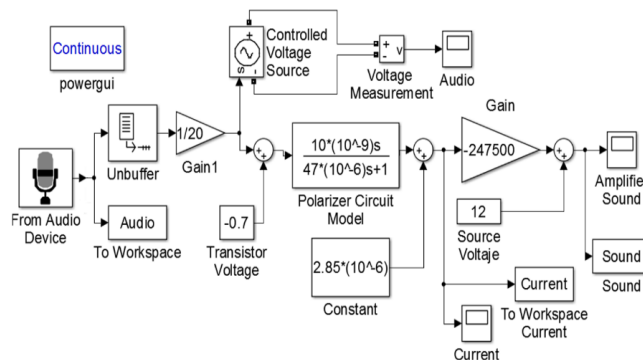 Continuous
powergui
s
+
-
Controlled
Voltage
Source
+
-
v
Voltage
Measurement
Audio
From Audio
Device
Unbuffer
1/20
Gain1
Audio
To Workspace
+
+
-0.7
Transistor
Voltage
10*(10^-9)s
47*(10^-6)s+1
Polarizer Circuit
Model
2.85*(10^-6)
Constant
+
+
Gain
-247500
12
Source
Voltaje
+
+
Amplifie
Sound
Sound
Sound
Current
To Workspace
Current
Current